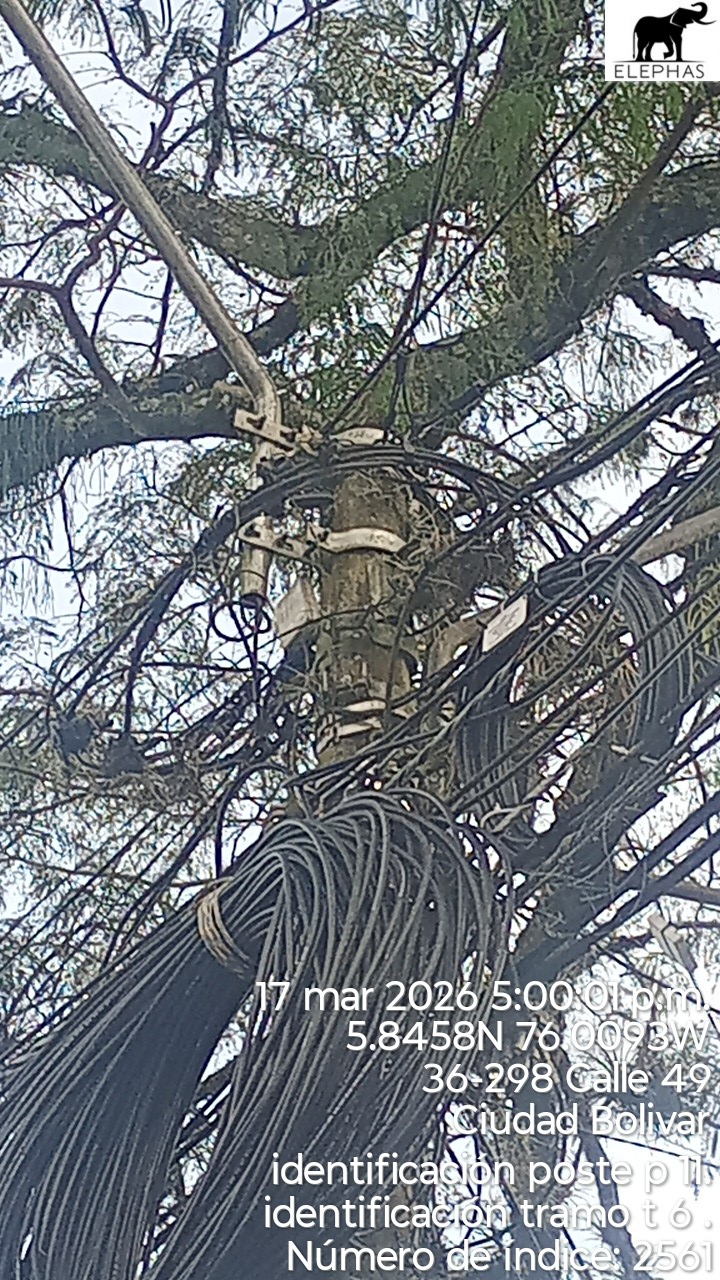 ELEPHAS
17 mar 2026 5:00:01 p.m.
5.8458N 76.0093W
36-298 Calle 49
Ciudad Bolivar
identificación poste p 11.
identificación tramo t 6 .
Número de índice: 2561